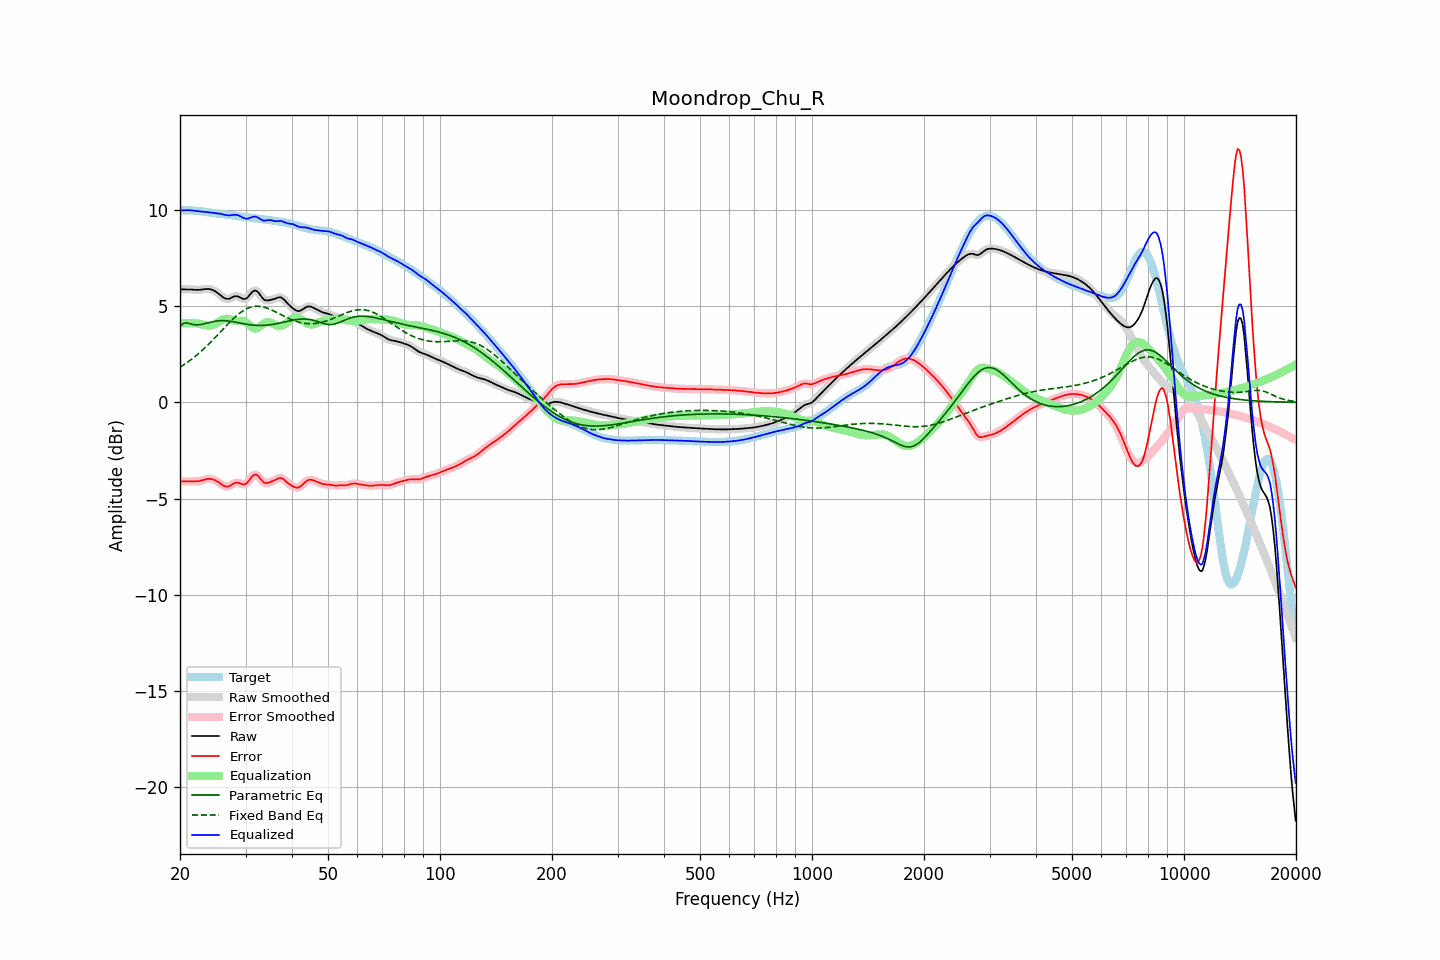 Moondrop_Chu_R
Amplitude (dBr)
10
5
0
−5
−10
−15
−20
Target
Raw Smoothed
Error Smoothed
Raw
Error
Equalization
Parametric Eq
Fixed Band Eq
Equalized
20 50 100 200 500 1000 2000 5000 10000 20000
Frequency (Hz)